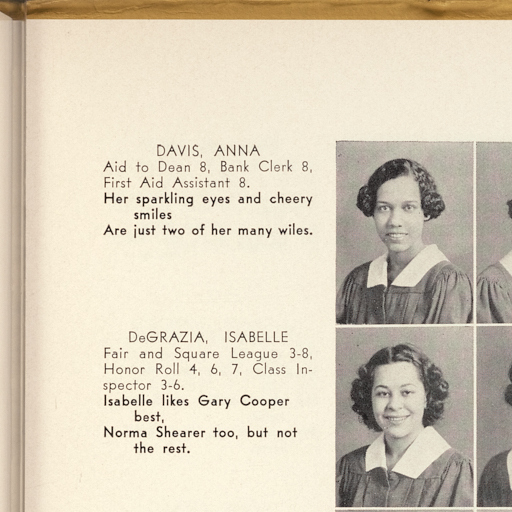 DAVIS, ANNA
Aid to Dean 8, Bank Clerk 8,
First Aid Assistant 8.
Her sparkling eyes and cheery
smiles
Are just two of her many wiles.
DeGRAZIA, ISABELLE
Fair and Square League 3-8,
Honor Roll 4, 6, 7, Class In-
spector 3-6.
Isabelle likes Gary Cooper
best,
Norma Shearer too, but not
the rest.